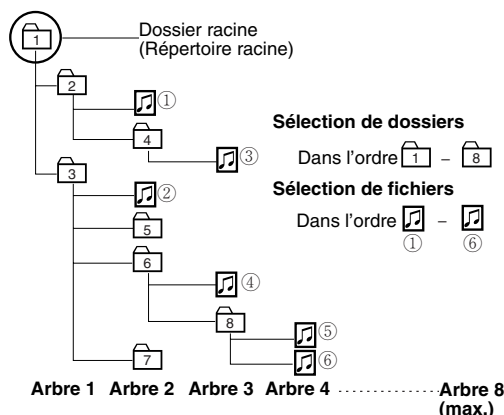 1 Dossier racine
(Répertoire racine)
2
①
4
③
3
②
5
6
④
8
⑤
⑥
7
Sélection de dossiers
Dans l'ordre 1 – 8
Sélection de fichiers
Dans l'ordre –
① ⑥
Arbre 1 Arbre 2 Arbre 3 Arbre 4 ............... Arbre 8
(max.)